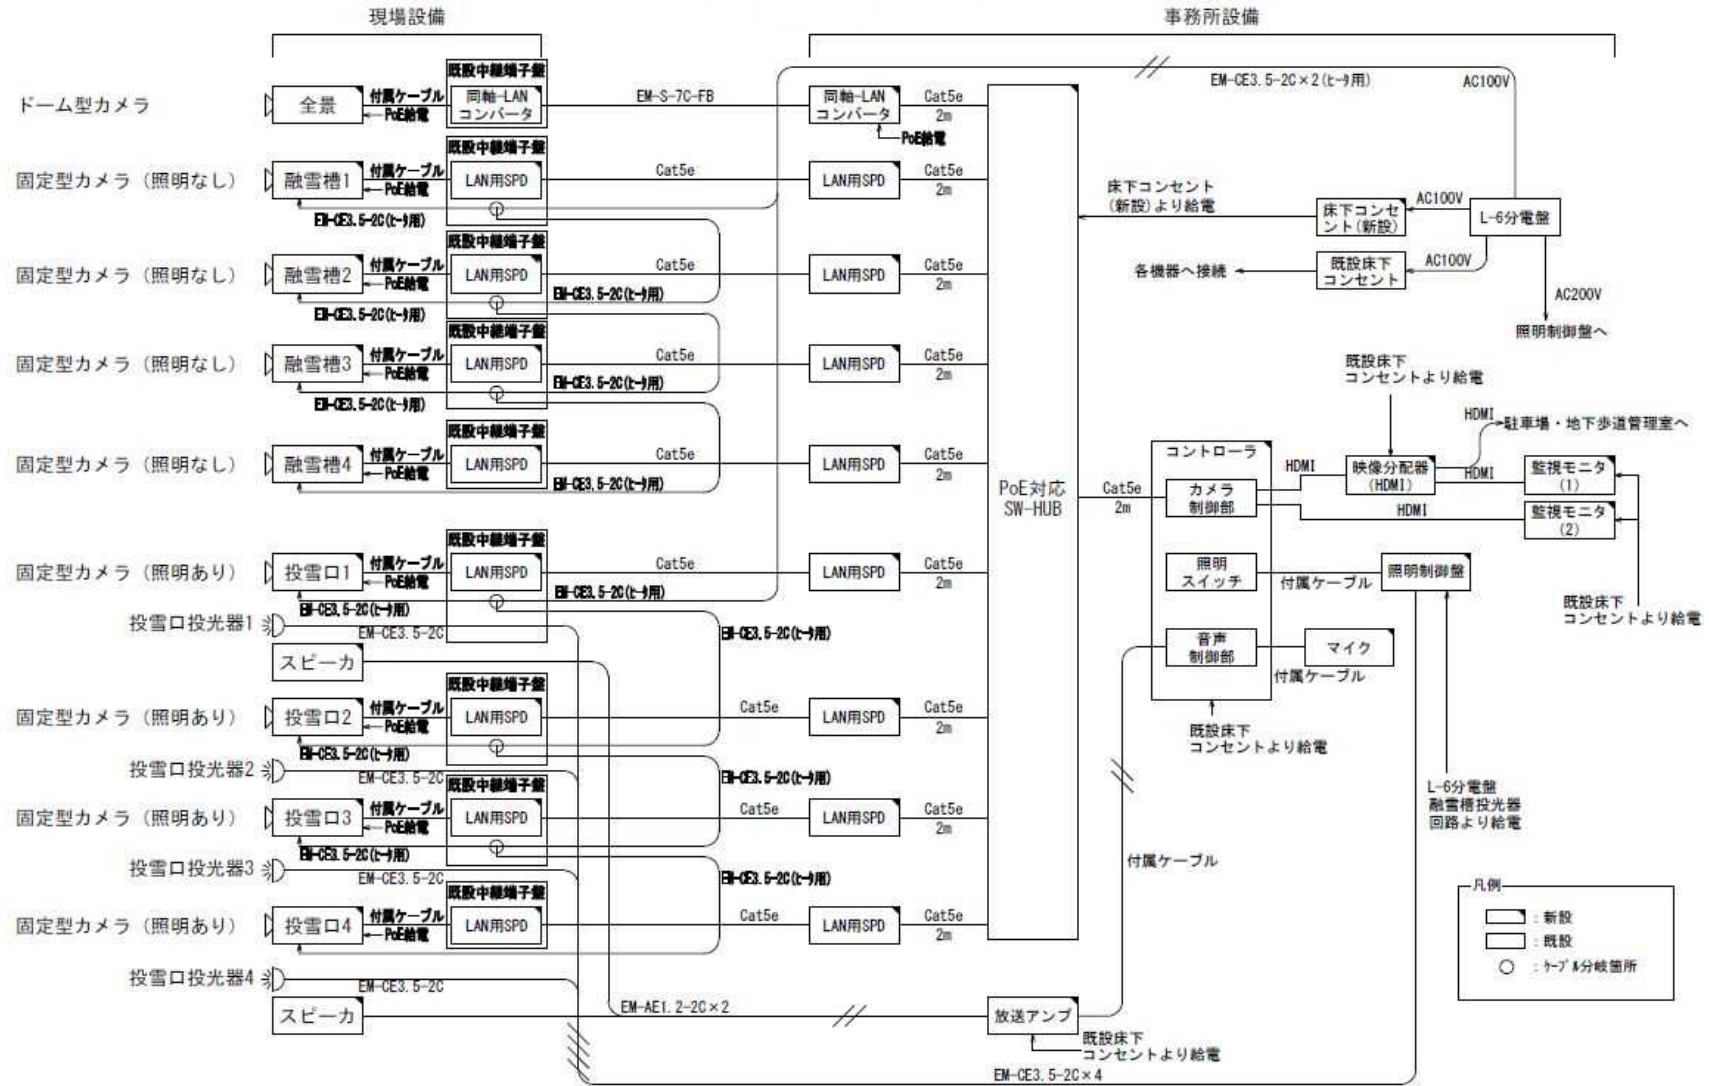 現場設備
事務所設備
ドーム型カメラ
全景
付属ケーブル
PoE給電
既設中継端子盤
同軸-LAN
コンバータ
EM-S-7C-FB
同軸-LAN
コンバータ
PoE給電
Cat5e
2m
EM-CE3.5-2C×2(ヒータ用)
AC100V
固定型カメラ（照明なし）
融雪槽1
付属ケーブル
PoE給電
既設中継端子盤
LAN用SPD
EM-CE3.5-2C(ヒータ用)
Cat5e
LAN用SPD
Cat5e
2m
床下コンセント
(新設)より給電
床下コンセ
ント(新設)
AC100V
L-6分電盤
固定型カメラ（照明なし）
融雪槽2
付属ケーブル
PoE給電
既設中継端子盤
LAN用SPD
EM-CE3.5-2C(ヒータ用)
Cat5e
EM-CE3.5-2C(ヒータ用)
LAN用SPD
Cat5e
2m
各機器へ接続
既設床下
コンセント
AC100V
AC200V
照明制御盤へ
固定型カメラ（照明なし）
融雪槽3
付属ケーブル
PoE給電
既設中継端子盤
LAN用SPD
EM-CE3.5-2C(ヒータ用)
Cat5e
EM-CE3.5-2C(ヒータ用)
LAN用SPD
Cat5e
2m
既設床下
コンセントより給電
HDMI
駐車場・地下歩道管理室へ
固定型カメラ（照明なし）
融雪槽4
付属ケーブル
PoE給電
既設中継端子盤
LAN用SPD
Cat5e
EM-CE3.5-2C(ヒータ用)
LAN用SPD
Cat5e
2m
PoE対応
SW-HUB
Cat5e
2m
コントローラ
カメラ
制御部
HDMI
映像分配器
(HDMI)
HDMI
監視モニタ
(1)
HDMI
監視モニタ
(2)
固定型カメラ（照明あり）
投雪口1
付属ケーブル
PoE給電
既設中継端子盤
LAN用SPD
EM-CE3.5-2C(ヒータ用)
Cat5e
EM-CE3.5-2C(ヒータ用)
LAN用SPD
Cat5e
2m
照明
スイッチ
付属ケーブル
照明制御盤
既設床下
コンセントより給電
投雪口投光器1
EM-CE3.5-2C
EM-CE3.5-2C(ヒータ用)
スピーカ
音声
制御部
マイク
付属ケーブル
固定型カメラ（照明あり）
投雪口2
付属ケーブル
PoE給電
既設中継端子盤
LAN用SPD
EM-CE3.5-2C(ヒータ用)
Cat5e
LAN用SPD
Cat5e
2m
既設床下
コンセントより給電
投雪口投光器2
EM-CE3.5-2C
EM-CE3.5-2C(ヒータ用)
L-6分電盤
融雪槽投光器
回路より給電
固定型カメラ（照明あり）
投雪口3
付属ケーブル
PoE給電
既設中継端子盤
LAN用SPD
EM-CE3.5-2C(ヒータ用)
Cat5e
LAN用SPD
Cat5e
2m
付属ケーブル
投雪口投光器3
EM-CE3.5-2C
EM-CE3.5-2C(ヒータ用)
固定型カメラ（照明あり）
投雪口4
付属ケーブル
PoE給電
既設中継端子盤
LAN用SPD
Cat5e
LAN用SPD
Cat5e
2m
凡例
：新設
：既設
：ケーブル分岐箇所
投雪口投光器4
EM-CE3.5-2C
スピーカ
EM-AE1.2-2C×2
放送アンプ
既設床下
コンセントより給電
EM-CE3.5-2C×4